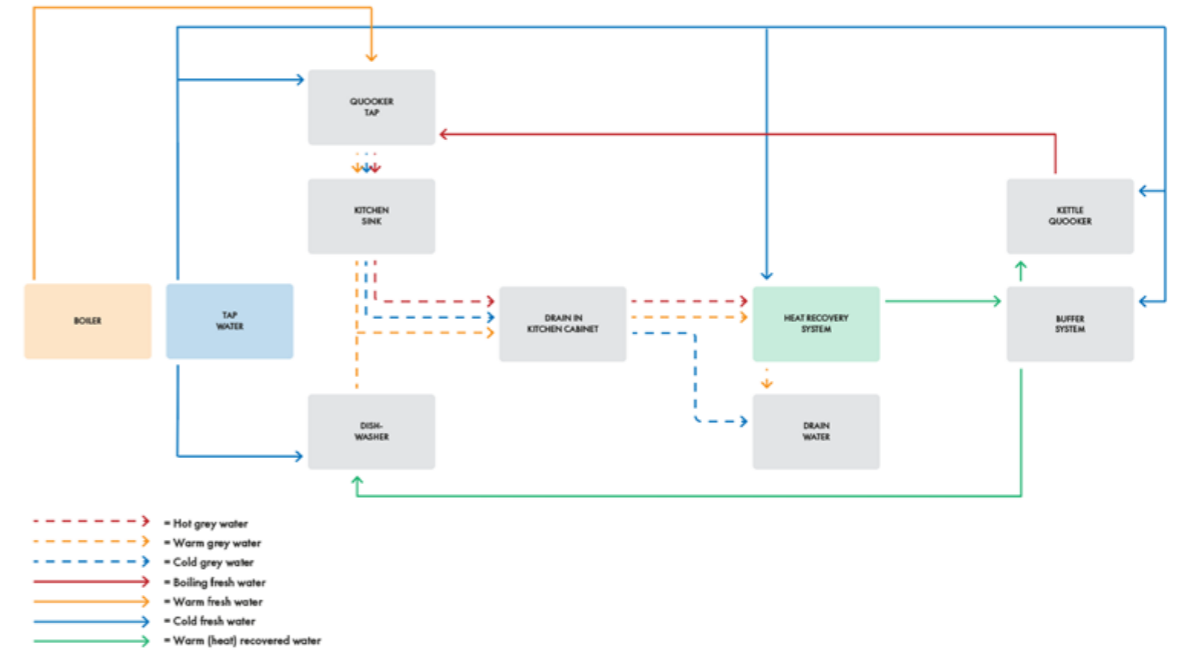 QUOOKER
TAP
KITCHEN
SINK
KETTLE
QUOOKER
BOILER
TAP
WATER
DRAIN IN
KITCHEN CABINET
HEAT RECOVERY
SYSTEM
BUFFER
SYSTEM
DISH-
WASHER
DRAIN
WATER
= Hot grey water
= Warm grey water
= Cold grey water
= Boiling fresh water
= Warm fresh water
= Cold fresh water
= Warm (heat) recovered water